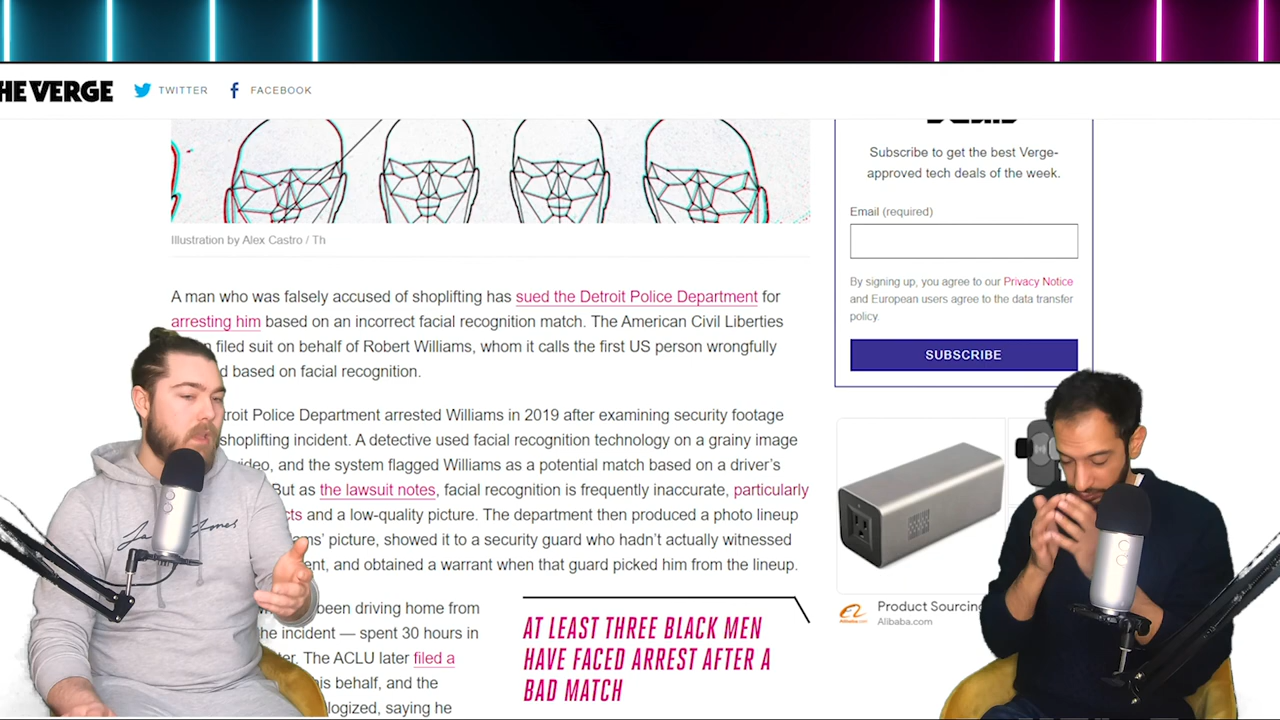 HE VERGE TWITTER FACEBOOK
Illustration by Alex Castro / Th
A man who was falsely accused of shoplifting has sued the Detroit Police Department for
arresting him based on an incorrect facial recognition match. The American Civil Liberties
filed suit on behalf of Robert Williams, whom it calls the first US person wrongfully
d based on facial recognition.
troit Police Department arrested Williams in 2019 after examining security footage
shoplifting incident. A detective used facial recognition technology on a grainy image
ideo, and the system flagged Williams as a potential match based on a driver's
But as the lawsuit notes, facial recognition is frequently inaccurate, particularly
cts and a low-quality picture. The department then produced a photo lineup
ms' picture, showed it to a security guard who hadn't actually witnessed
ent, and obtained a warrant when that guard picked him from the lineup.
been driving home from
he incident — spent 30 hours in
ter. The ACLU later filed a
his behalf, and the
logized, saying he
AT LEAST THREE BLACK MEN
HAVE FACED ARREST AFTER A
BAD MATCH
Subscribe to get the best Verge-
approved tech deals of the week.
Email (required)
By signing up, you agree to our Privacy Notice
and European users agree to the data transfer
policy.
SUBSCRIBE
Product Sourcing
Alibaba.com